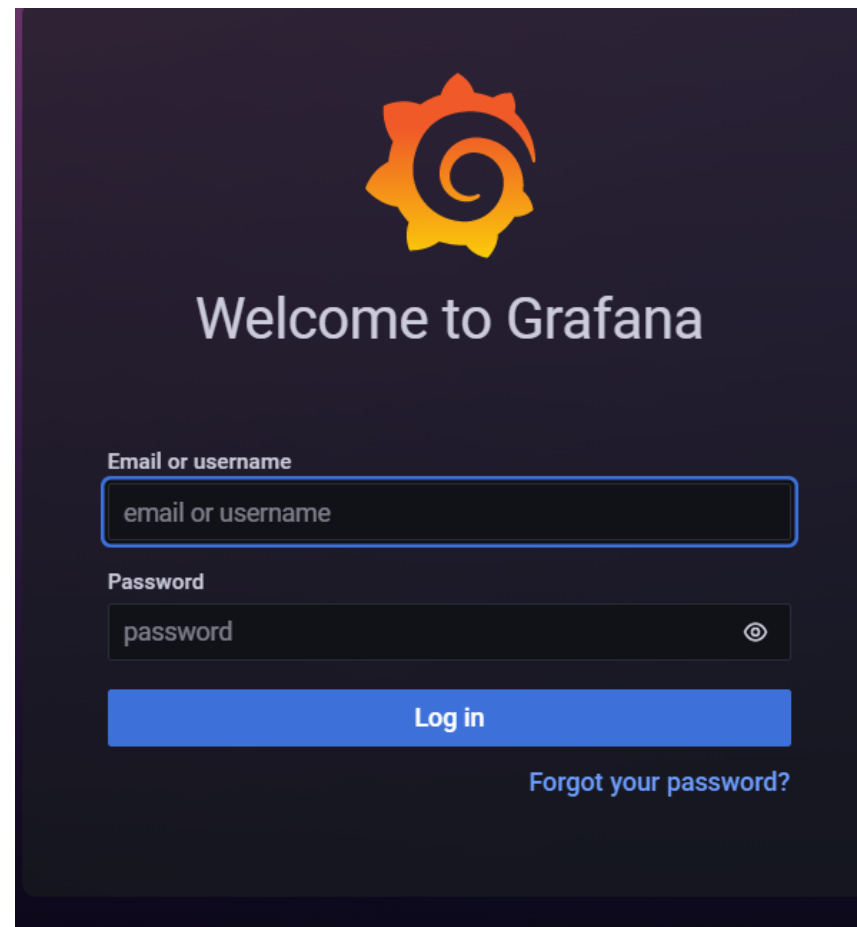 Welcome to Grafana
Email or username
email or username
Password
password
Log in
Forgot your password?